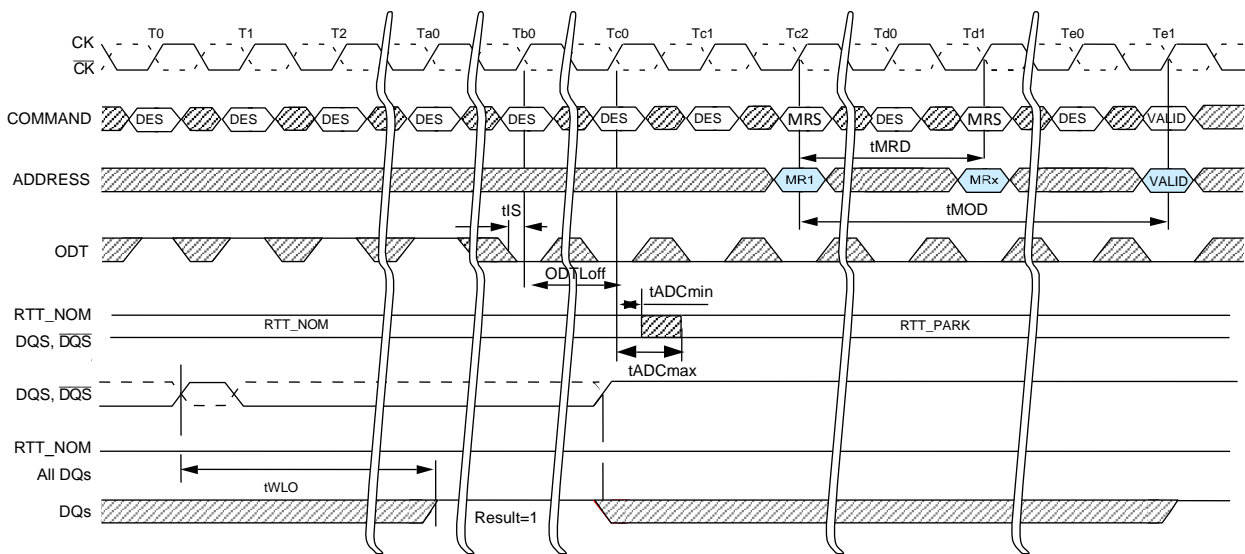 T0 T1 T2 Ta0 Tb0 Tc0 Tc1 Tc2 Td0 Td1 Te0 Te1
CK
CK
COMMAND DES DES DES DES DES DES DES MRS DES MRS DES VALID
tMRD
ADDRESS MR1 MRx VALID
tIS tMOD
ODT
ODTLoff
tADCmin
RTT_NOM
RTT_NOM RTT_PARK
DQS, DQS
tADCmax
DQS, DQS
RTT_NOM
All DQs
tWLO
DQs Result=1